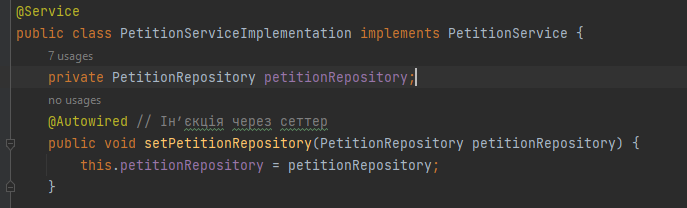 @Service
public class PetitionServiceImplementation implements PetitionService {
7 usages
private PetitionRepository petitionRepository;
no usages
@Autowired // Ін’єкція через сеттер
public void setPetitionRepository(PetitionRepository petitionRepository) {
this.petitionRepository = petitionRepository;
}